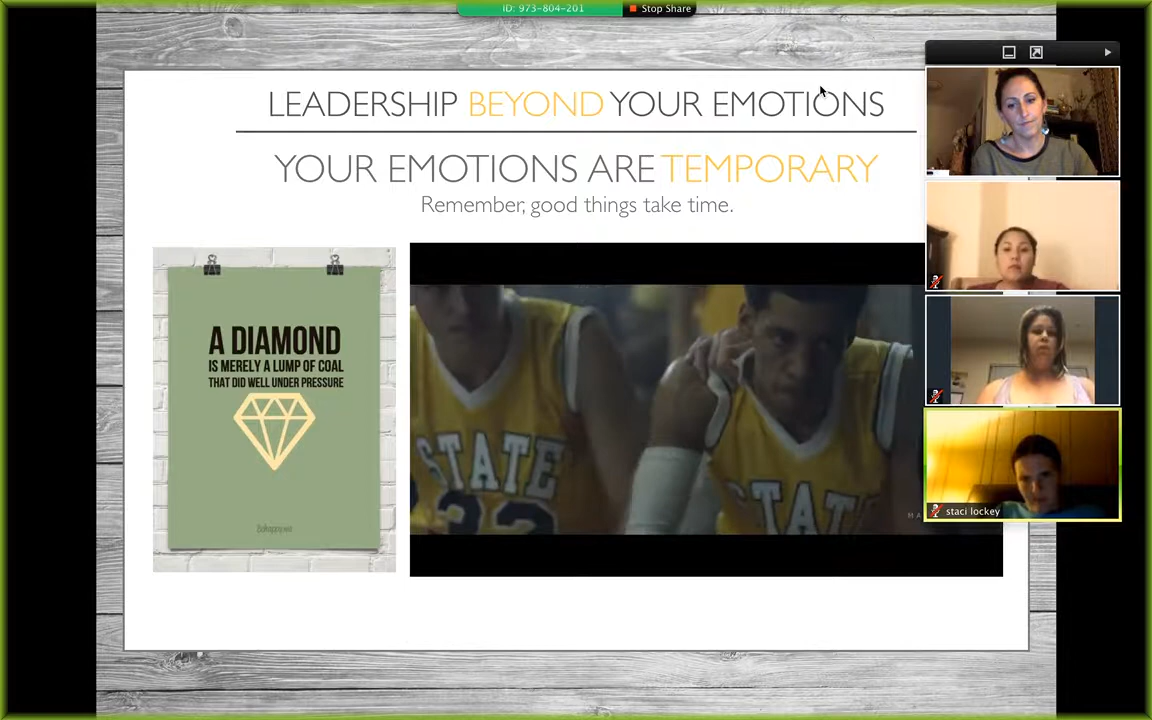 ID: 973-804-201
Stop Share
LEADERSHIP BEYOND YOUR EMOTIONS
YOUR EMOTIONS ARE TEMPORARY
Remember, good things take time.
A DIAMOND
IS MERELY A LUMP OF COAL
THAT DID WELL UNDER PRESSURE
STATE
32
STATE
staci lockey